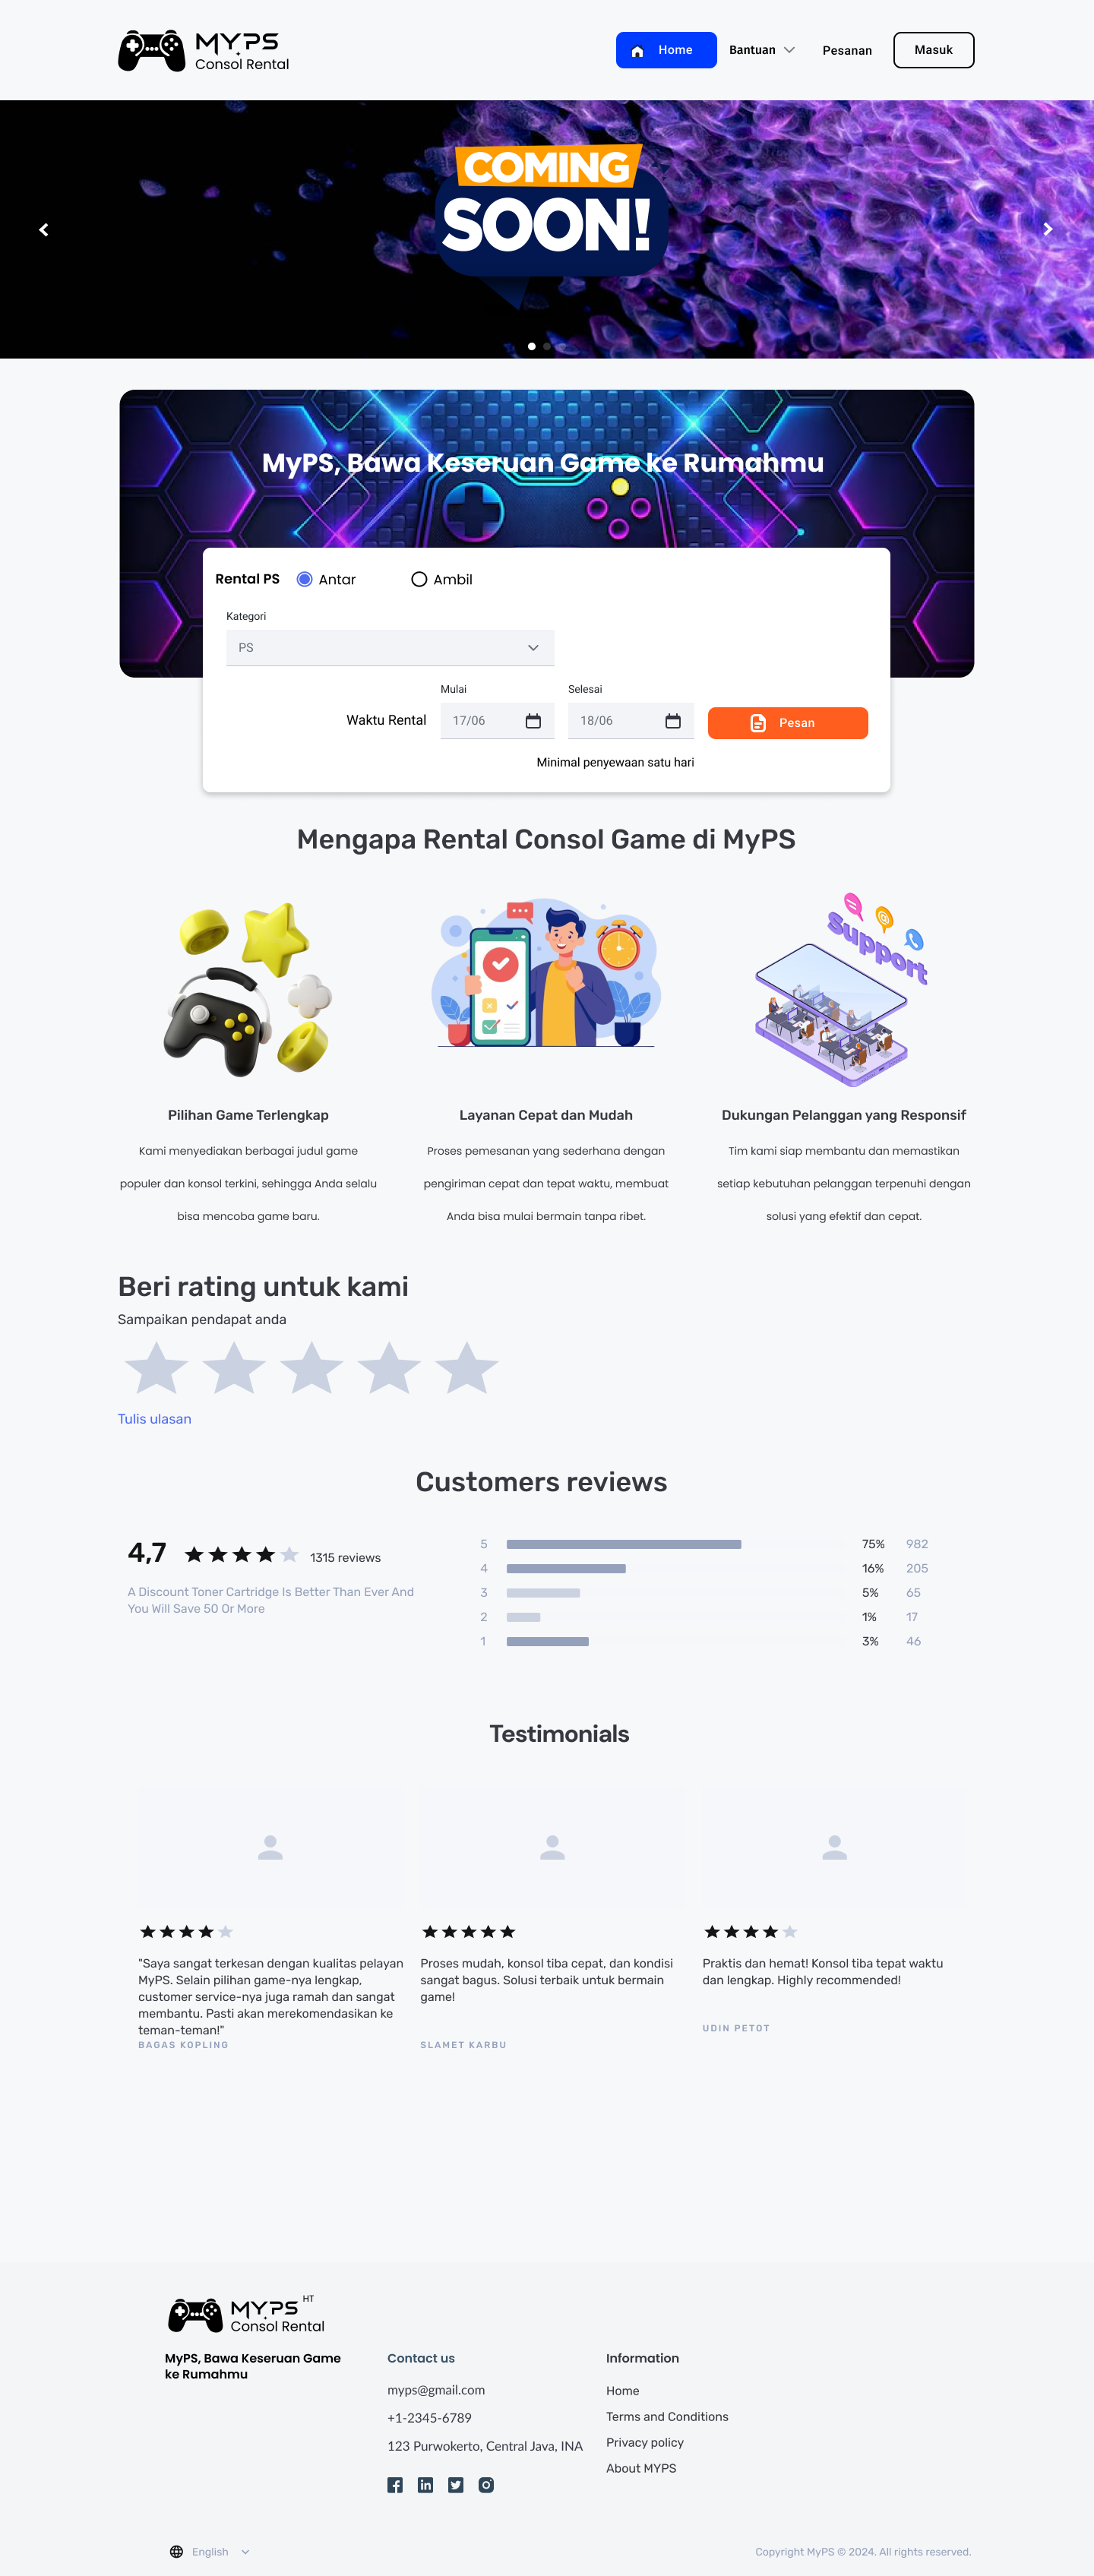 MYPS
Consol Rental
Home
Bantuan
Pesanan
Masuk
COMING
SOON!
MyPS, Bawa Keseruan Game ke Rumahmu
Rental PS
Antar
Ambil
Kategori
PS
Mulai
Selesai
Waktu Rental
17/06
18/06
Pesan
Minimal penyewaan satu hari
Mengapa Rental Consol Game di MyPS
support
Pilihan Game Terlengkap
Kami menyediakan berbagai judul game
populer dan konsol terkini, sehingga Anda selalu
bisa mencoba game baru.
Layanan Cepat dan Mudah
Proses pemesanan yang sederhana dengan
pengiriman cepat dan tepat waktu, membuat
Anda bisa mulai bermain tanpa ribet.
Dukungan Pelanggan yang Responsif
Tim kami siap membantu dan memastikan
setiap kebutuhan pelanggan terpenuhi dengan
solusi yang efektif dan cepat.
Beri rating untuk kami
Sampaikan pendapat anda
Tulis ulasan
Customers reviews
4,7
1315 reviews
A Discount Toner Cartridge Is Better Than Ever And
You Will Save 50 Or More
5 75% 982
4 16% 205
3 5% 65
2 1% 17
1 3% 46
Testimonials
"Saya sangat terkesan dengan kualitas pelayan
MyPS. Selain pilihan game-nya lengkap,
customer service-nya juga ramah dan sangat
membantu. Pasti akan merekomendasikan ke
teman-teman!"
BAGAS KOPLING
Proses mudah, konsol tiba cepat, dan kondisi
sangat bagus. Solusi terbaik untuk bermain
game!
SLAMET KARBU
Praktis dan hemat! Konsol tiba tepat waktu
dan lengkap. Highly recommended!
UDIN PETOT
MYPS HT
Consol Rental
MyPS, Bawa Keseruan Game
ke Rumahmu
Contact us
myps@gmail.com
+1-2345-6789
123 Purwokerto, Central Java, INA
Information
Home
Terms and Conditions
Privacy policy
About MYPS
English
Copyright MyPS © 2024. All rights reserved.